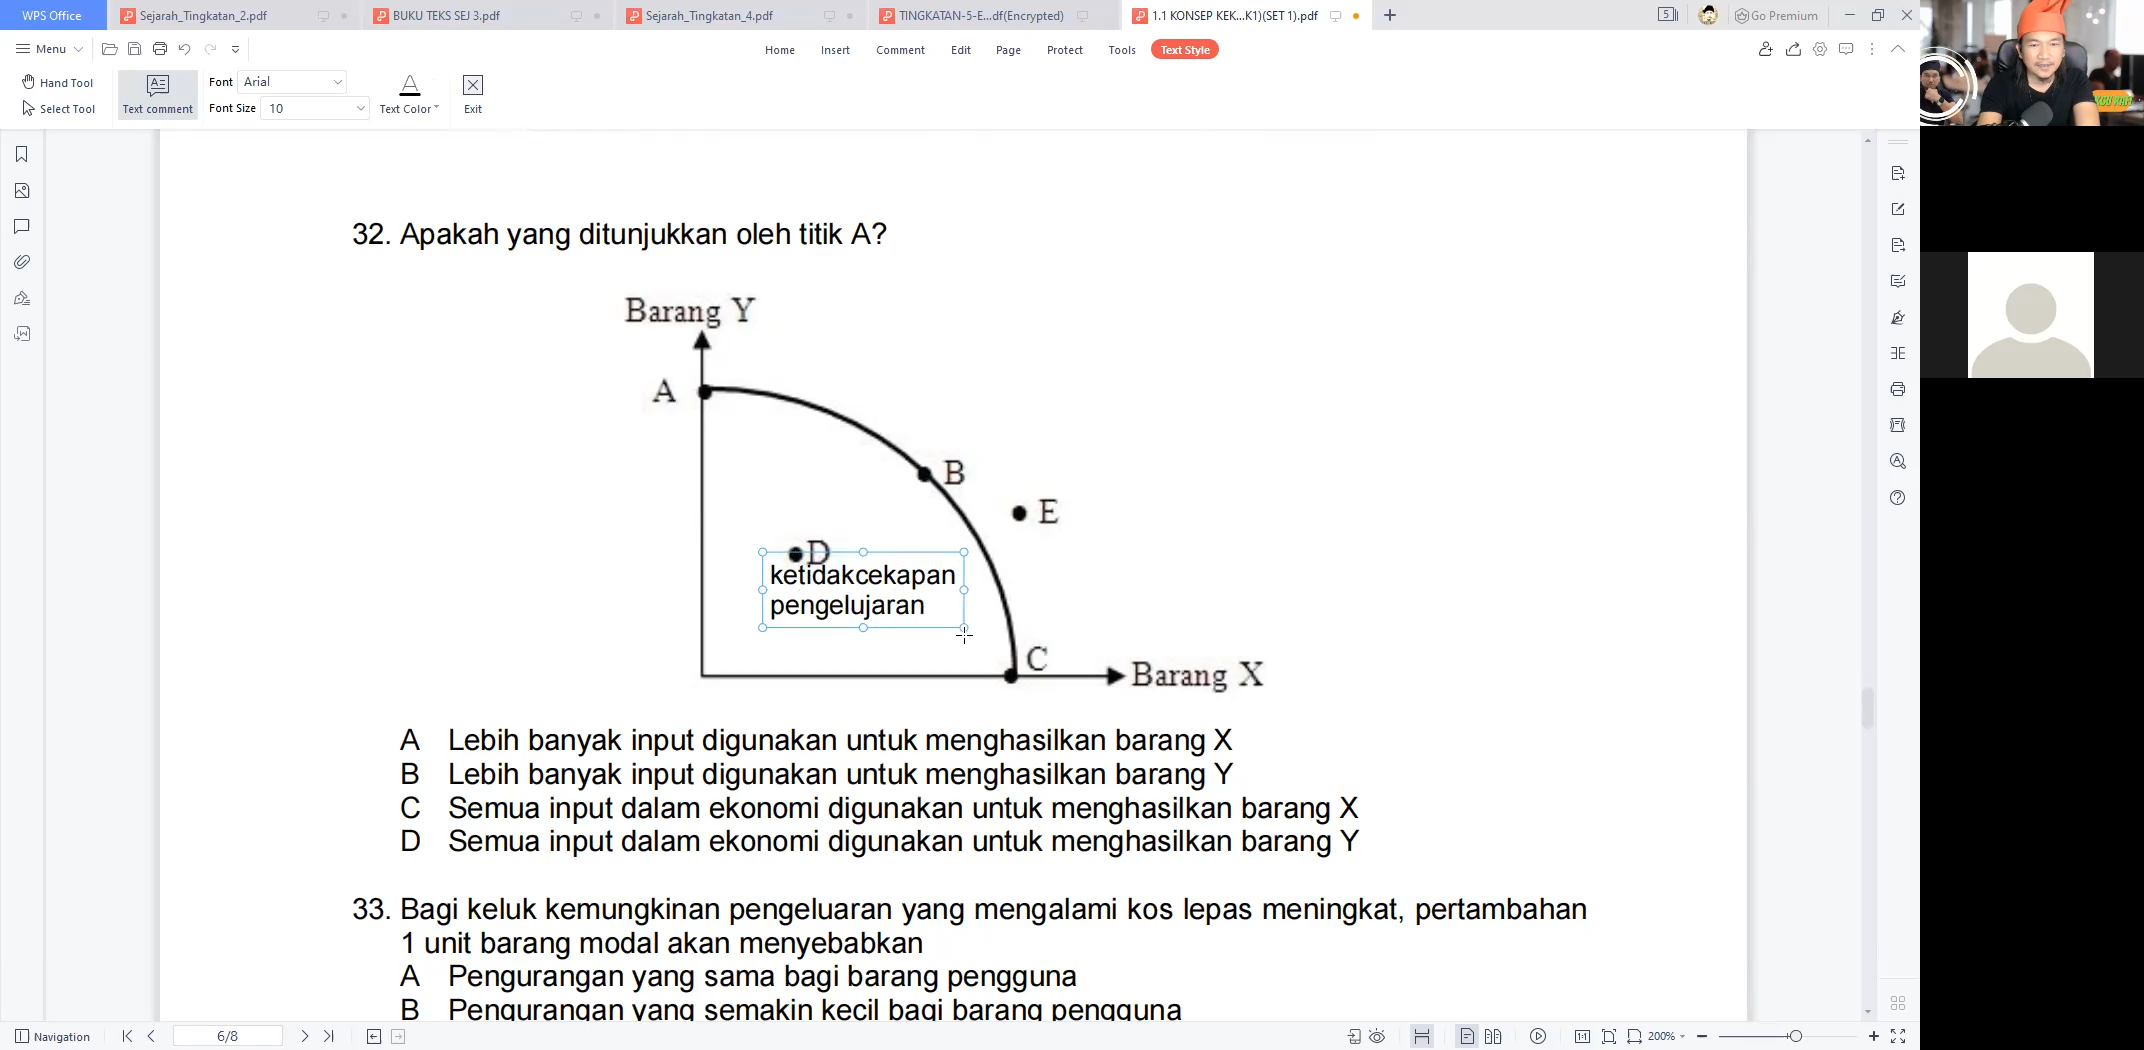 WPS Office
Sejarah_Tingkatan_2.pdf
BUKU TEKS SEJ 3.pdf
Sejarah_Tingkatan_4.pdf
TINGKATAN-5-E...df(Encrypted)
1.1 KONSEP KEK...K1)(SET 1).pdf
Go Premium
Menu
Home
Insert
Comment
Edit
Page
Protect
Tools
Text Style
Hand Tool
Select Tool
Text comment
Font Arial
Font Size 10
Text Color
Exit
32. Apakah yang ditunjukkan oleh titik A?
Barang Y
A
B
E
D
ketidakcekapan
pengelujaran
C
Barang X
A Lebih banyak input digunakan untuk menghasilkan barang X
B Lebih banyak input digunakan untuk menghasilkan barang Y
C Semua input dalam ekonomi digunakan untuk menghasilkan barang X
D Semua input dalam ekonomi digunakan untuk menghasilkan barang Y
33. Bagi keluk kemungkinan pengeluaran yang mengalami kos lepas meningkat, pertambahan
1 unit barang modal akan menyebabkan
A Pengurangan yang sama bagi barang pengguna
B Pengurangan yang semakin kecil bagi barang pengguna
Navigation
6/8
200%